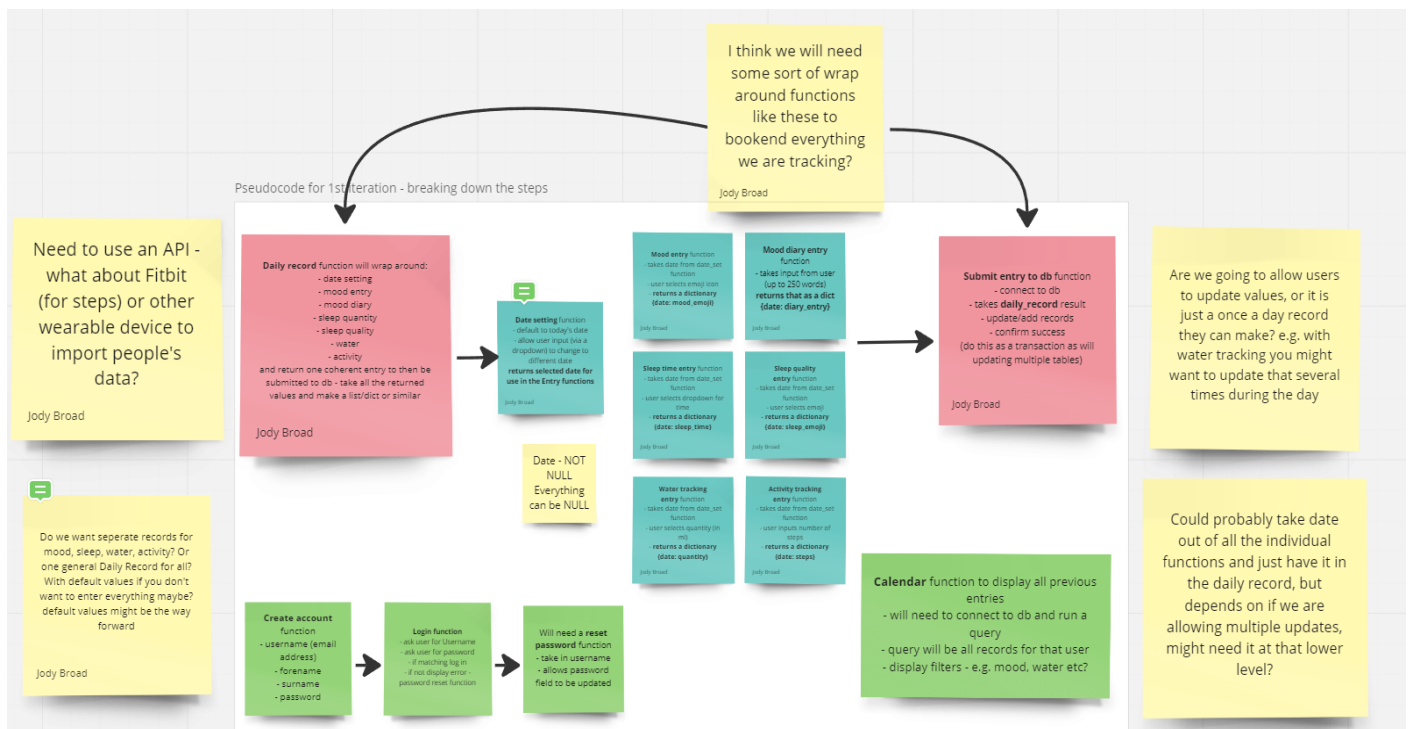 I think we will need
some sort of wrap
around functions
like these to
bookend everything
we are tracking?
Jody Broad
Pseudocode for 1st iteration - breaking down the steps
Need to use an API -
what about Fitbit
(for steps) or other
wearable device to
import people's
data?
Jody Broad
Daily record function will wrap around:
- date setting
- mood entry
- mood diary
- sleep quantity
- sleep quality
- water
- activity
and return one coherent entry to then be
submitted to db - take all the returned
values and make a list/dict or similar
Jody Broad
Date setting function
- default to today's date
- allow user input (via a
dropdown) to change to
different date
returns selected date for
use in the Entry functions
Jody Broad
Date - NOT
NULL
Everything
can be NULL
Mood entry function
- takes date from date_set
function
- user selects emoji icon
- returns a dictionary
{date: mood_emoji}
Jody Broad
Mood diary entry
function
- takes input from user
(up to 250 words)
returns that as a dict
{date: diary_entry}
Jody Broad
Sleep time entry function
- takes date from date_set
function
- user selects dropdown for
time
- returns a dictionary
{date: sleep_time}
Jody Broad
Sleep quality
entry function
- takes date from date_set
function
- user selects emoji
- returns a dictionary
{date: sleep_emoji}
Jody Broad
Water tracking
entry function
- takes date from date_set
function
- user selects quantity (in
ml)
- returns a dictionary
{date: quantity}
Jody Broad
Activity tracking
entry function
- takes date from date_set
function
- user inputs number of
steps
- returns a dictionary
{date: steps}
Jody Broad
Submit entry to db function
- connect to db
- takes daily_record result
- update/add records
- confirm success
(do this as a transaction as will
updating multiple tables)
Jody Broad
Are we going to allow users
to update values, or it is
just a once a day record
they can make? e.g. with
water tracking you might
want to update that several
times during the day
Do we want seperate records for
mood, sleep, water, activity? Or
one general Daily Record for all?
With default values if you don't
want to enter everything maybe?
default values might be the way
forward
Jody Broad
Create account
function
- username (email
address)
- forename
- surname
- password
Login function
- ask user for Username
- ask user for password
- if matching log in
- if not display error -
password reset function
Will need a reset
password function
- take in username
- allows password
field to be updated
Calendar function to display all previous
entries
- will need to connect to db and run a
query
- query will be all records for that user
- display filters - e.g. mood, water etc?
Could probably take date
out of all the individual
functions and just have it in
the daily record, but
depends on if we are
allowing multiple updates,
might need it at that lower
level?